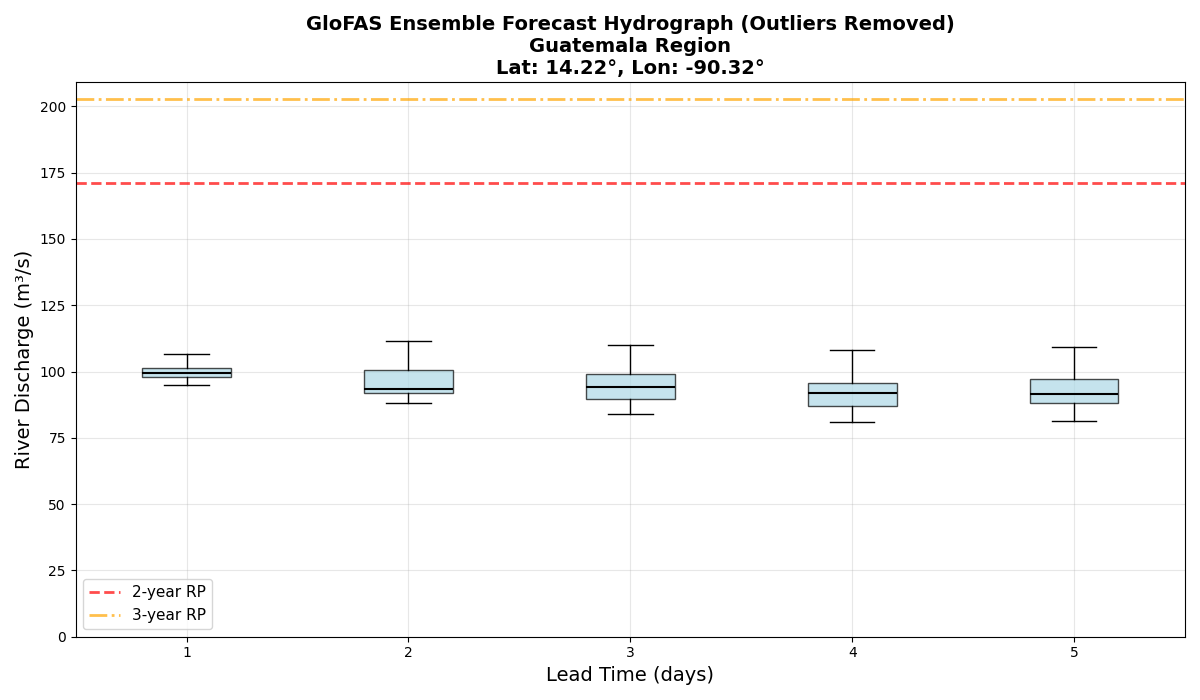 GloFAS Ensemble Forecast Hydrograph (Outliers Removed)
Guatemala Region
Lat: 14.22°, Lon: -90.32°
River Discharge (m³/s)
200
175
150
125
100
75
50
25
0
2-year RP
3-year RP
1 2 3 4 5
Lead Time (days)